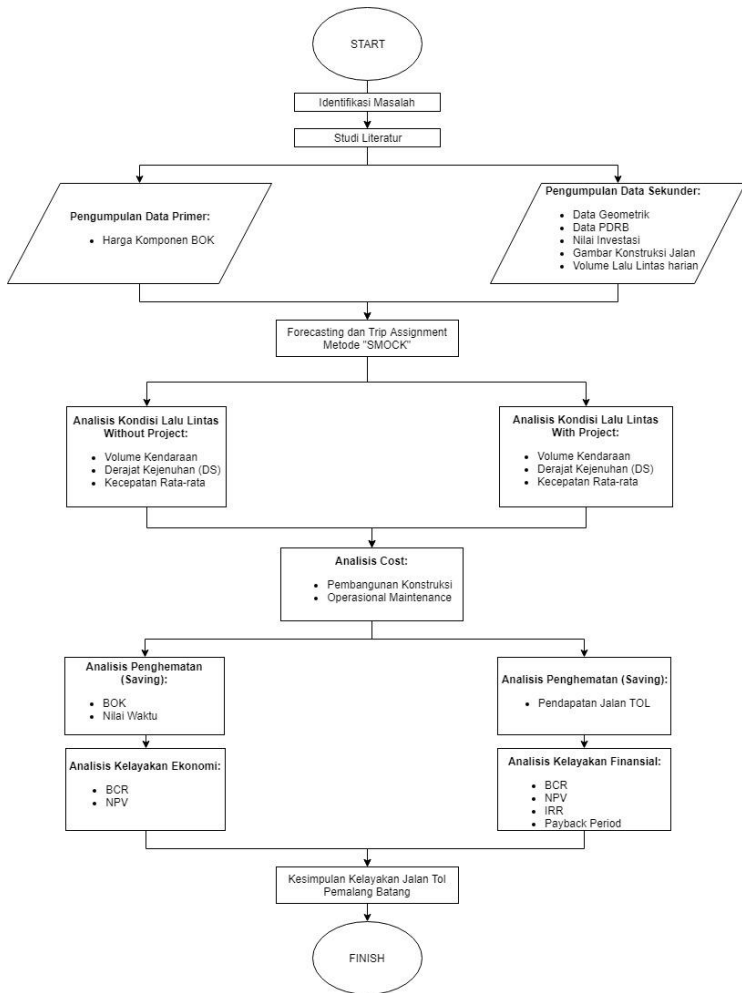 START
Identifikasi Masalah
Studi Literatur
Pengumpulan Data Primer:
• Harga Komponen BOK
Pengumpulan Data Sekunder:
• Data Geometrik
• Data PDRB
• Nilai Investasi
• Gambar Konstruksi Jalan
• Volume Lalu Lintas harian
Forecasting dan Trip Assignment
Metode "SMOCK"
Analisis Kondisi Lalu Lintas
Without Project:
• Volume Kendaraan
• Derajat Kejenuhan (DS)
• Kecepatan Rata-rata
Analisis Kondisi Lalu Lintas
With Project:
• Volume Kendaraan
• Derajat Kejenuhan (DS)
• Kecepatan Rata-rata
Analisis Cost:
• Pembangunan Konstruksi
• Operasional Maintenance
Analisis Penghematan
(Saving):
• BOK
• Nilai Waktu
Analisis Penghematan (Saving):
• Pendapatan Jalan TOL
Analisis Kelayakan Ekonomi:
• BCR
• NPV
Analisis Kelayakan Finansial:
• BCR
• NPV
• IRR
• Payback Period
Kesimpulan Kelayakan Jalan Tol
Pemalang Batang
FINISH